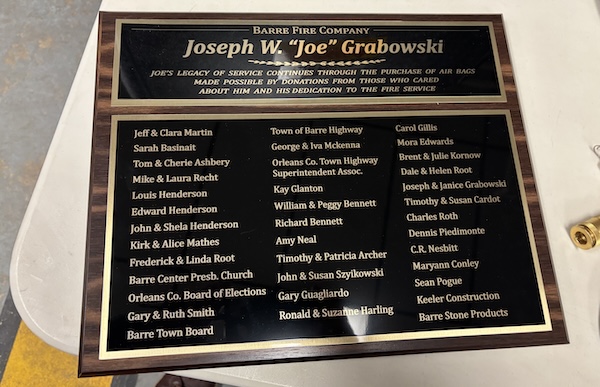 BARRE FIRE COMPANY
Joseph W. "Joe" Grabowski
JOE'S LEGACY OF SERVICE CONTINUES THROUGH THE PURCHASE OF AIR BAGS
MADE POSSIBLE BY DONATIONS FROM THOSE WHO CARED
ABOUT HIM AND HIS DEDICATION TO THE FIRE SERVICE
Jeff & Clara Martin
Sarah Basinait
Tom & Cherie Ashbery
Mike & Laura Recht
Louis Henderson
Edward Henderson
John & Shela Henderson
Kirk & Alice Mathes
Frederick & Linda Root
Barre Center Presb. Church
Orleans Co. Board of Elections
Gary & Ruth Smith
Barre Town Board
Town of Barre Highway
George & Iva Mckenna
Orleans Co. Town Highway
Superintendent Assoc.
Kay Glanton
William & Peggy Bennett
Richard Bennett
Amy Neal
Timothy & Patricia Archer
John & Susan Szyikowski
Gary Guagliardo
Ronald & Suzanne Harling
Carol Gillis
Mora Edwards
Brent & Julie Kornow
Dale & Helen Root
Joseph & Janice Grabowski
Timothy & Susan Cardot
Charles Roth
Dennis Piedimonte
C.R. Nesbitt
Maryann Conley
Sean Pogue
Keeler Construction
Barre Stone Products